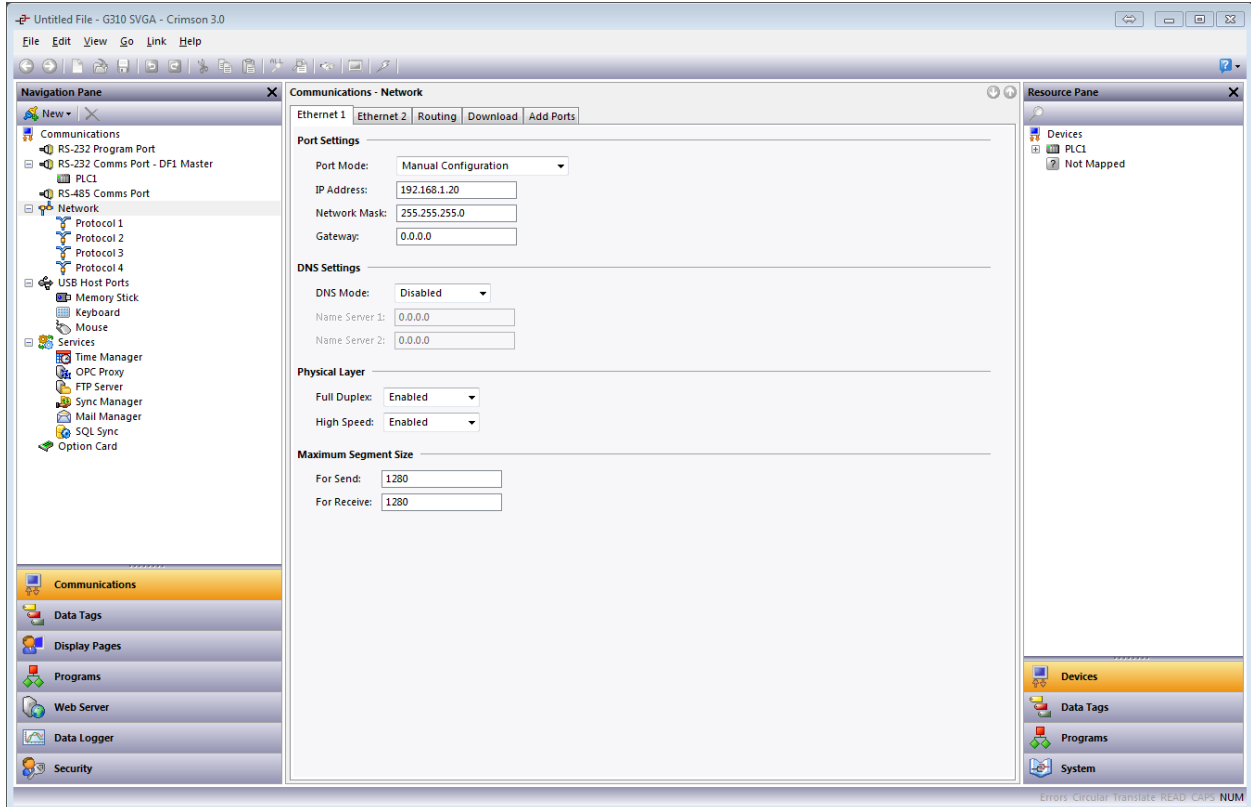 Untitled File - G310 SVGA - Crimson 3.0
File Edit View Go Link Help
ALL
Navigation Pane
New
Communications
RS-232 Program Port
RS-232 Comms Port - DF1 Master
PLC1
RS-485 Comms Port
Network
Protocol 1
Protocol 2
Protocol 3
Protocol 4
USB Host Ports
Memory Stick
Keyboard
Mouse
Services
Time Manager
OPC Proxy
FTP Server
Sync Manager
Mail Manager
SQL Sync
Option Card
Communications
Data Tags
Display Pages
Programs
Web Server
Data Logger
Security
Communications - Network
Ethernet 1 Ethernet 2 Routing Download Add Ports
Port Settings
Port Mode: Manual Configuration
IP Address: 192.168.1.20
Network Mask: 255.255.255.0
Gateway: 0.0.0.0
DNS Settings
DNS Mode: Disabled
Name Server 1: 0.0.0.0
Name Server 2: 0.0.0.0
Physical Layer
Full Duplex: Enabled
High Speed: Enabled
Maximum Segment Size
For Send: 1280
For Receive: 1280
Resource Pane
Devices
PLC1
Not Mapped
Devices
Data Tags
Programs
System
Errors Circular Translate READ CAPS NUM